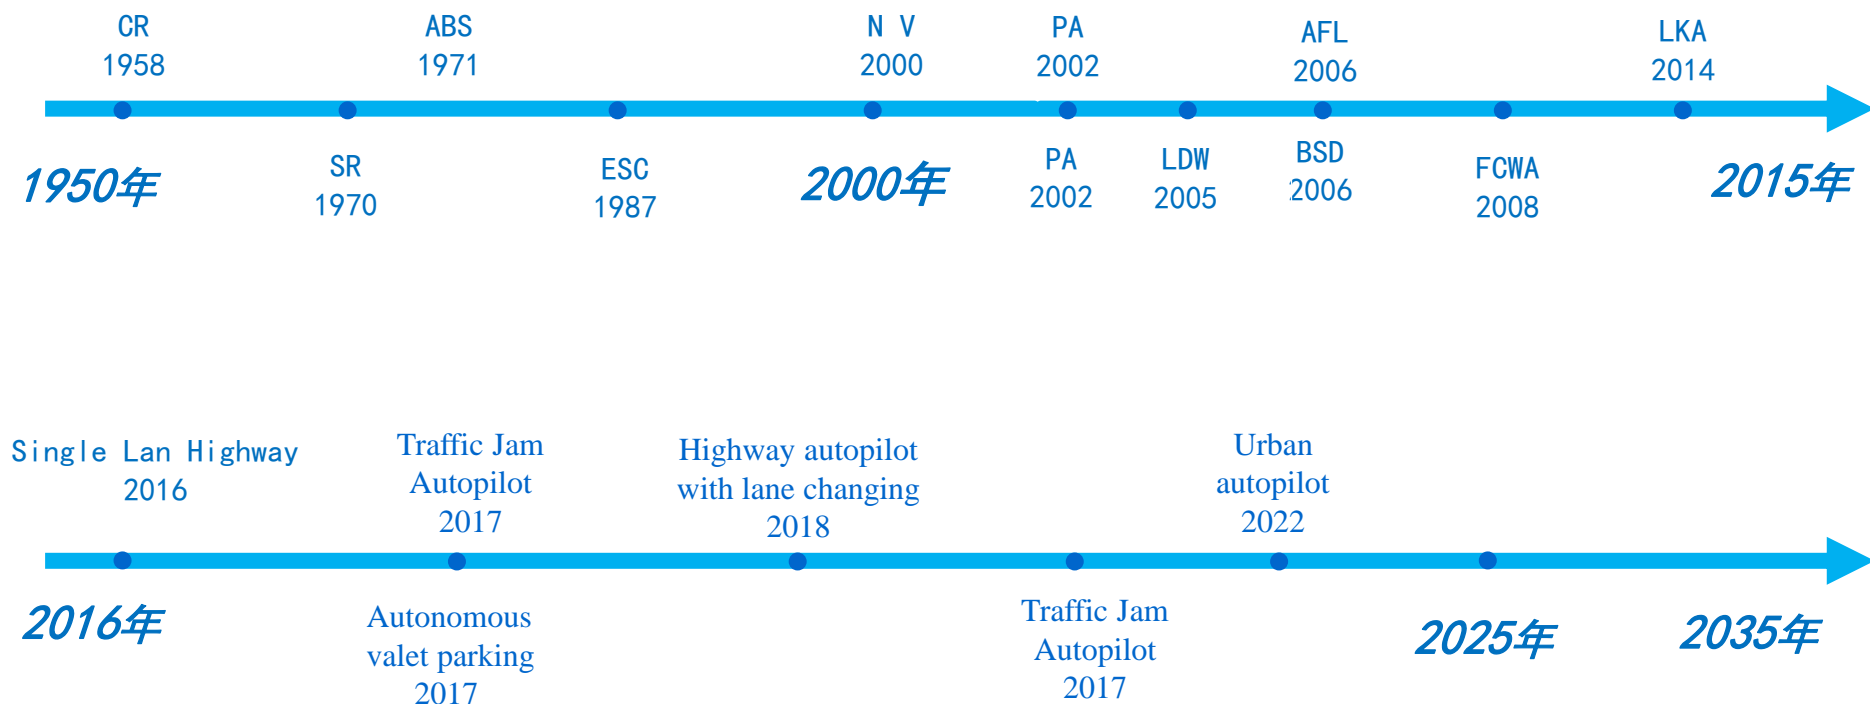 CR
1958
ABS
1971
N V
2000
PA
2002
AFL
2006
LKA
2014
1950年
SR
1970
ESC
1987
2000年
PA
2002
LDW
2005
BSD
2006
FCWA
2008
2015年
Single Lan Highway
2016
Traffic Jam
Autopilot
2017
Highway autopilot
with lane changing
2018
Urban
autopilot
2022
2016年
Autonomous
valet parking
2017
Traffic Jam
Autopilot
2017
2025年
2035年